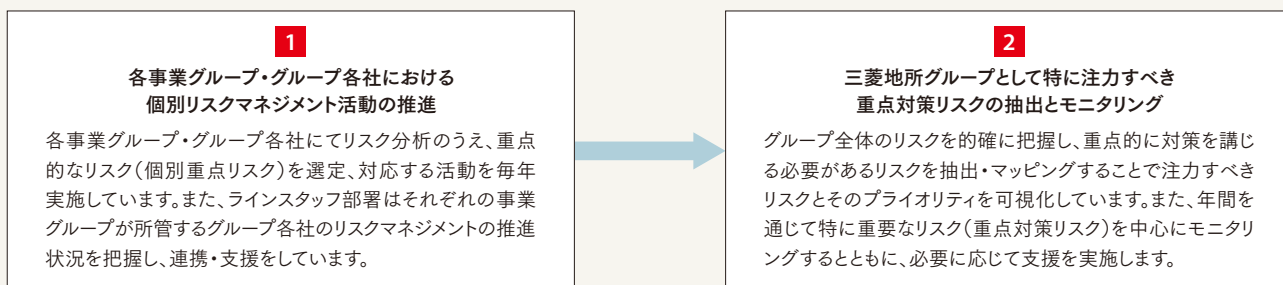 1
各事業グループ・グループ各社における
個別リスクマネジメント活動の推進
各事業グループ・グループ各社にてリスク分析のうえ、重点
的なリスク（個別重点リスク）を選定、対応する活動を毎年
実施しています。また、ラインスタッフ部署はそれぞれの事業
グループが所管するグループ各社のリスクマネジメントの推進
状況を把握し、連携・支援をしています。
2
三菱地所グループとして特に注力すべき
重点対策リスクの抽出とモニタリング
グループ全体のリスクを的確に把握し、重点的に対策を講じ
る必要があるリスクを抽出・マッピングすることで注力すべき
リスクとそのプライオリティを可視化しています。また、年間を
通じて特に重要なリスク（重点対策リスク）を中心にモニタリ
ングするとともに、必要に応じて支援を実施します。